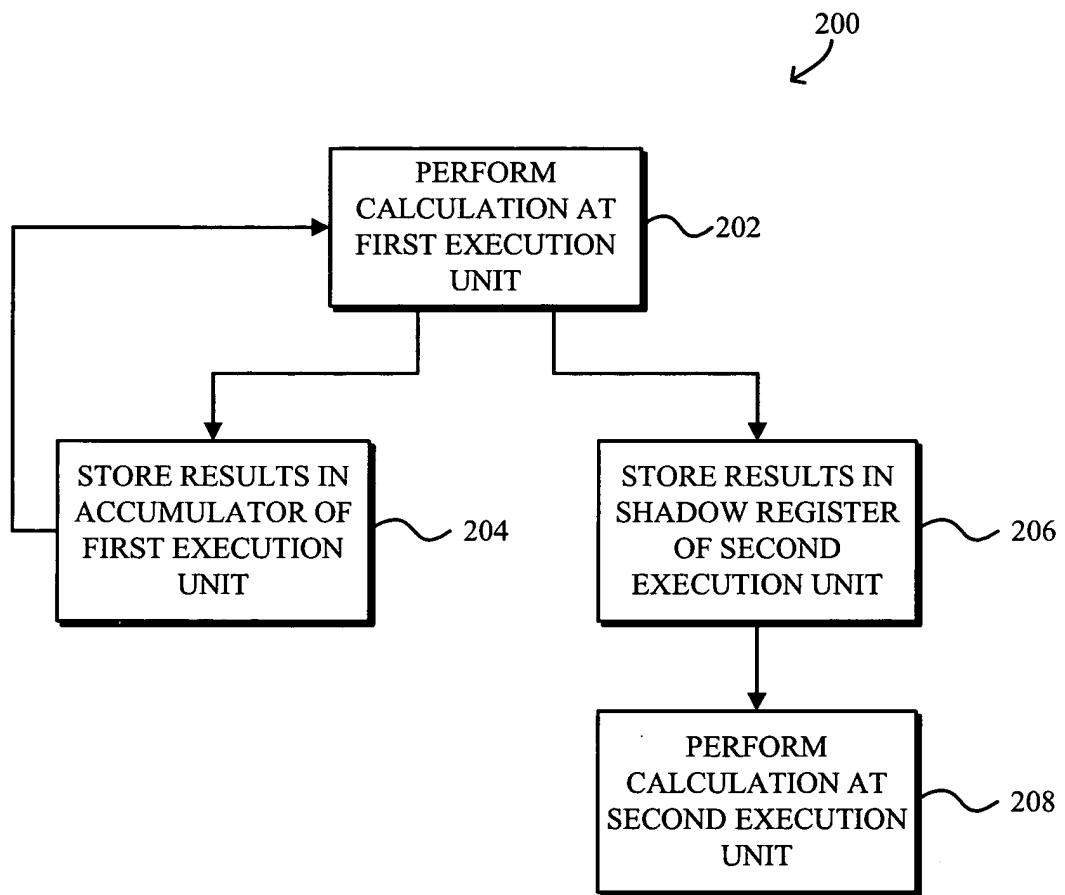 200
PERFORM
CALCULATION AT
FIRST EXECUTION
UNIT
202
STORE RESULTS IN
ACCUMULATOR OF
FIRST EXECUTION
UNIT
204
STORE RESULTS IN
SHADOW REGISTER
OF SECOND
EXECUTION UNIT
206
PERFORM
CALCULATION AT
SECOND EXECUTION
UNIT
208